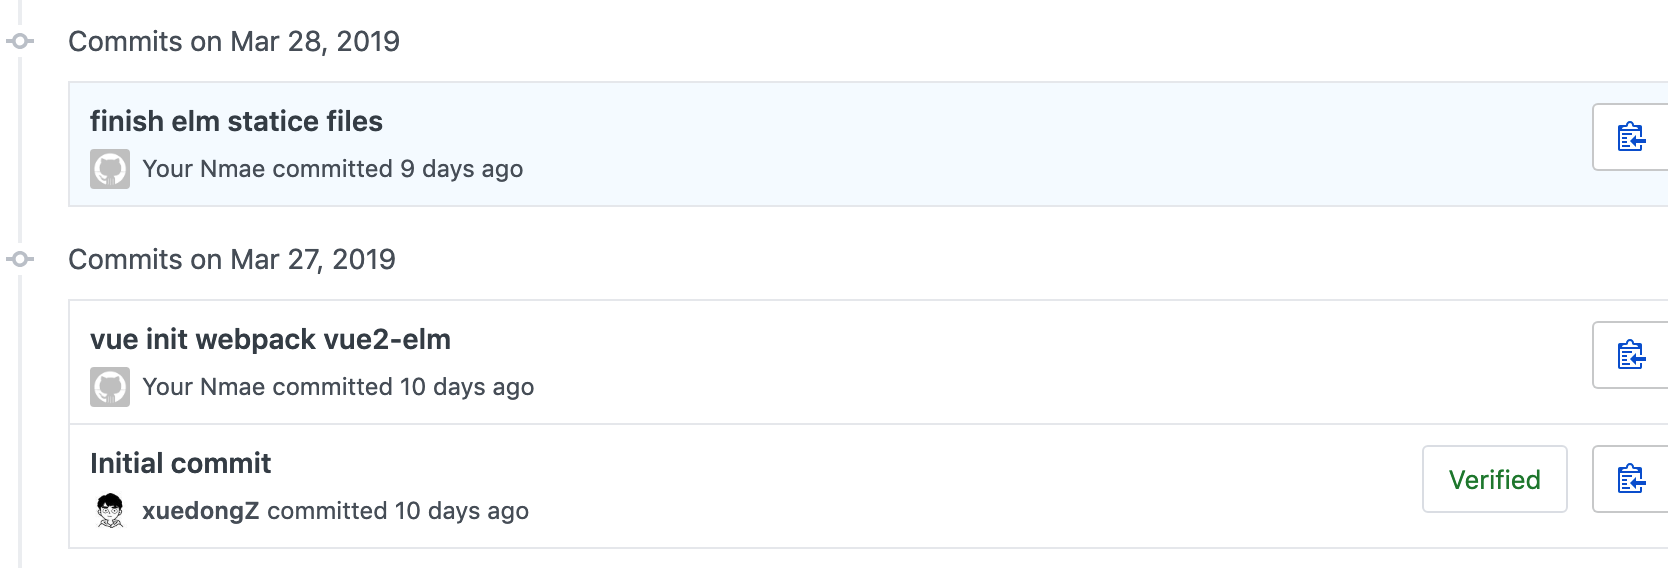 Commits on Mar 28, 2019
finish elm statice files
Your Nmae committed 9 days ago
Commits on Mar 27, 2019
vue init webpack vue2-elm
Your Nmae committed 10 days ago
Initial commit
Verified
xuedongZ committed 10 days ago